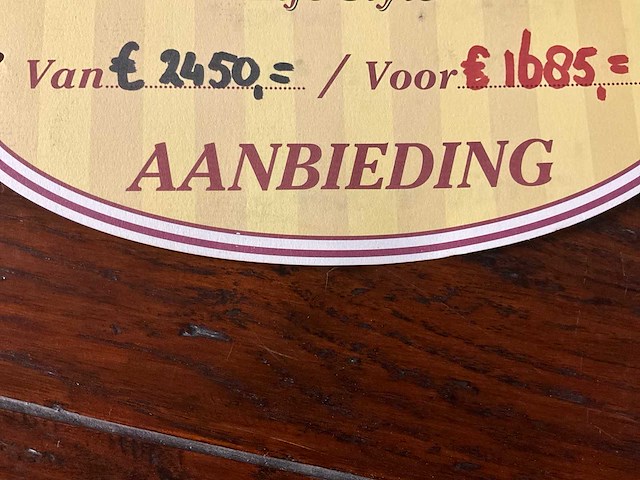 Van € 2450,= / Voor € 1685,=
AANBIEDING